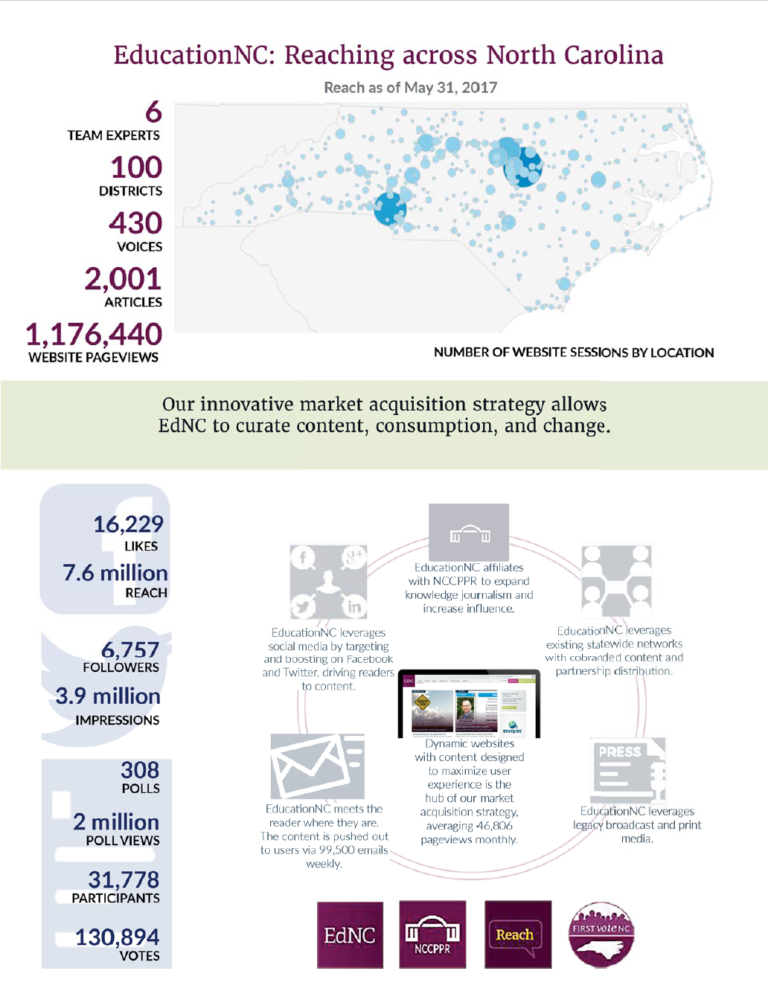 EducationNC: Reaching across North Carolina
Reach as of May 31, 2017
6
TEAM EXPERTS
100
DISTRICTS
430
VOICES
2,001
ARTICLES
1,176,440
WEBSITE PAGEVIEWS
NUMBER OF WEBSITE SESSIONS BY LOCATION
Our innovative market acquisition strategy allows
EdNC to curate content, consumption, and change.
16,229
LIKES
7.6 million
REACH
6,757
FOLLOWERS
3.9 million
IMPRESSIONS
308
POLLS
2 million
POLL VIEWS
31,778
PARTICIPANTS
130,894
VOTES
EducationNC affiliates
with NCCPPR to expand
knowledge journalism and
increase influence.
f
g+
in
EducationNC leverages
social media by targeting
and boosting on Facebook
and Twitter, driving readers
to content.
EducationNC leverages
existing statewide networks
with cobranded content and
partnership distribution.
Dynamic websites
with content designed
to maximize user
experience is the
hub of our market
acquisition strategy,
averaging 46,806
pageviews monthly.
EducationNC meets the
reader where they are.
The content is pushed out
to users via 99,500 emails
weekly.
PRESS
EducationNC leverages
legacy broadcast and print
media.
EdNC
NCCPPR
Reach
FIRST VOTE NC